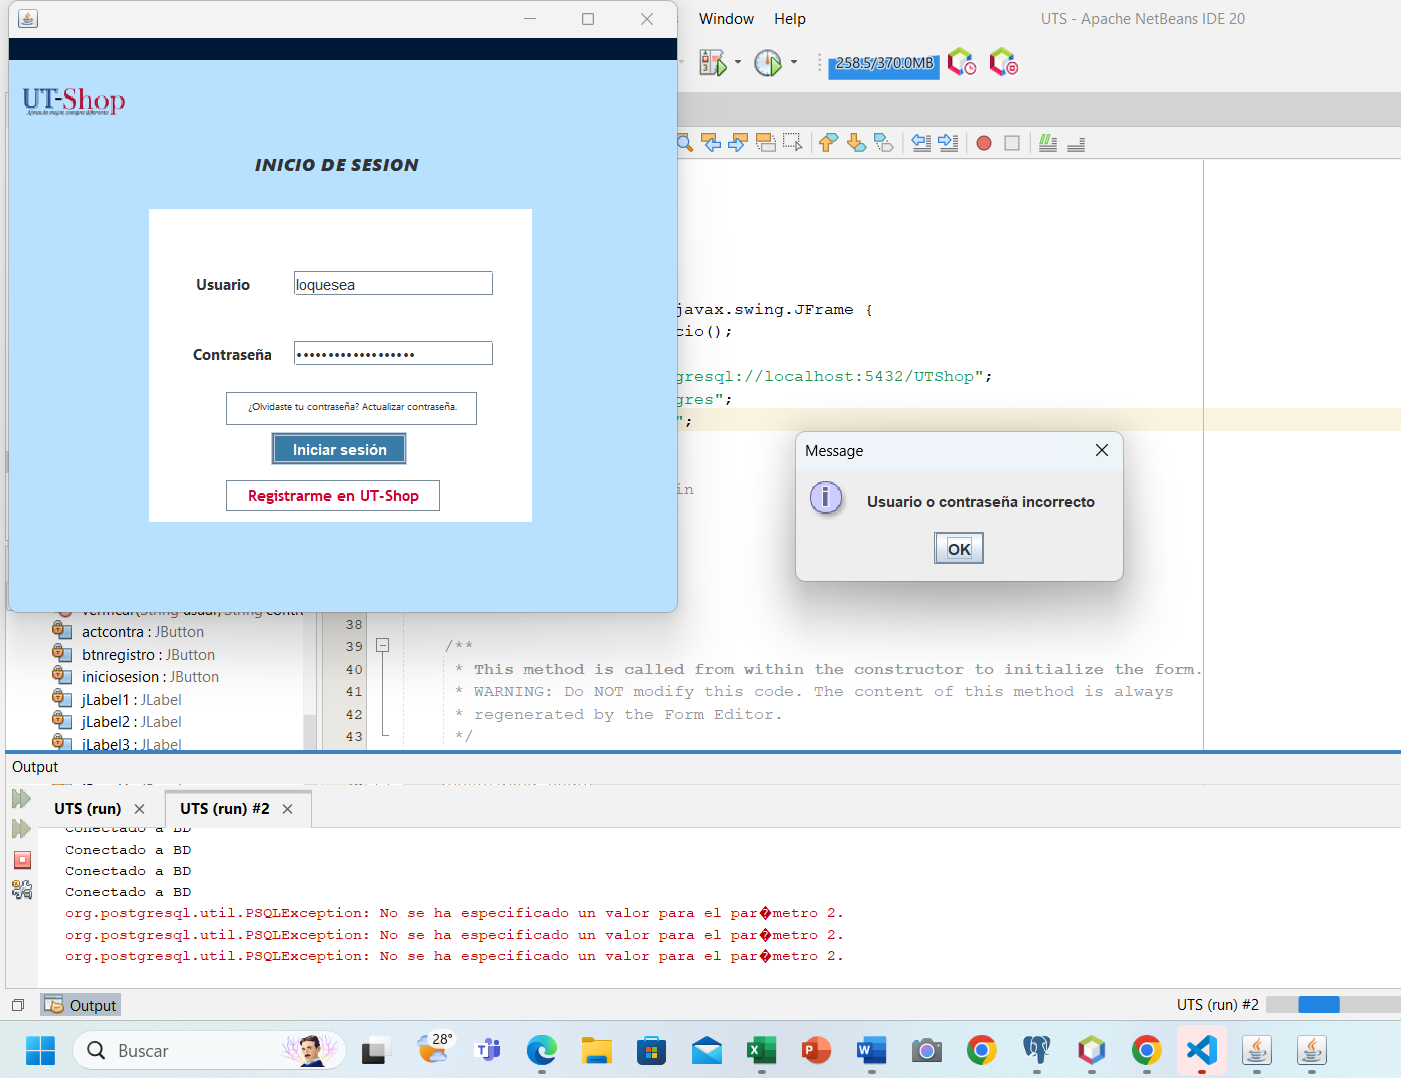 Window Help
UTS - Apache NetBeans IDE 20
258.5/370.0MB
UT-Shop
INICIO DE SESION
Usuario
loquesea
Contraseña
••••••••••••••••••
¿Olvidaste tu contraseña? Actualizar contraseña.
Iniciar sesión
Registrarme en UT-Shop
javax.swing.JFrame {
cio();
gresql://localhost:5432/UTShop";
gres";
";
in
Message
Usuario o contraseña incorrecto
OK
actcontra : JButton
btnregistro : JButton
iniciosesion : JButton
jLabel1 : JLabel
jLabel2 : JLabel
jLabel3 : JLabel
38
39 /**
40 * This method is called from within the constructor to initialize the form.
41 * WARNING: Do NOT modify this code. The content of this method is always
42 * regenerated by the Form Editor.
43 */
Output
UTS (run) UTS (run) #2
Conectado a BD
Conectado a BD
Conectado a BD
Conectado a BD
org.postgresql.util.PSQLException: No se ha especificado un valor para el par�metro 2.
org.postgresql.util.PSQLException: No se ha especificado un valor para el par�metro 2.
org.postgresql.util.PSQLException: No se ha especificado un valor para el par�metro 2.
Output
UTS (run) #2
Buscar
28°